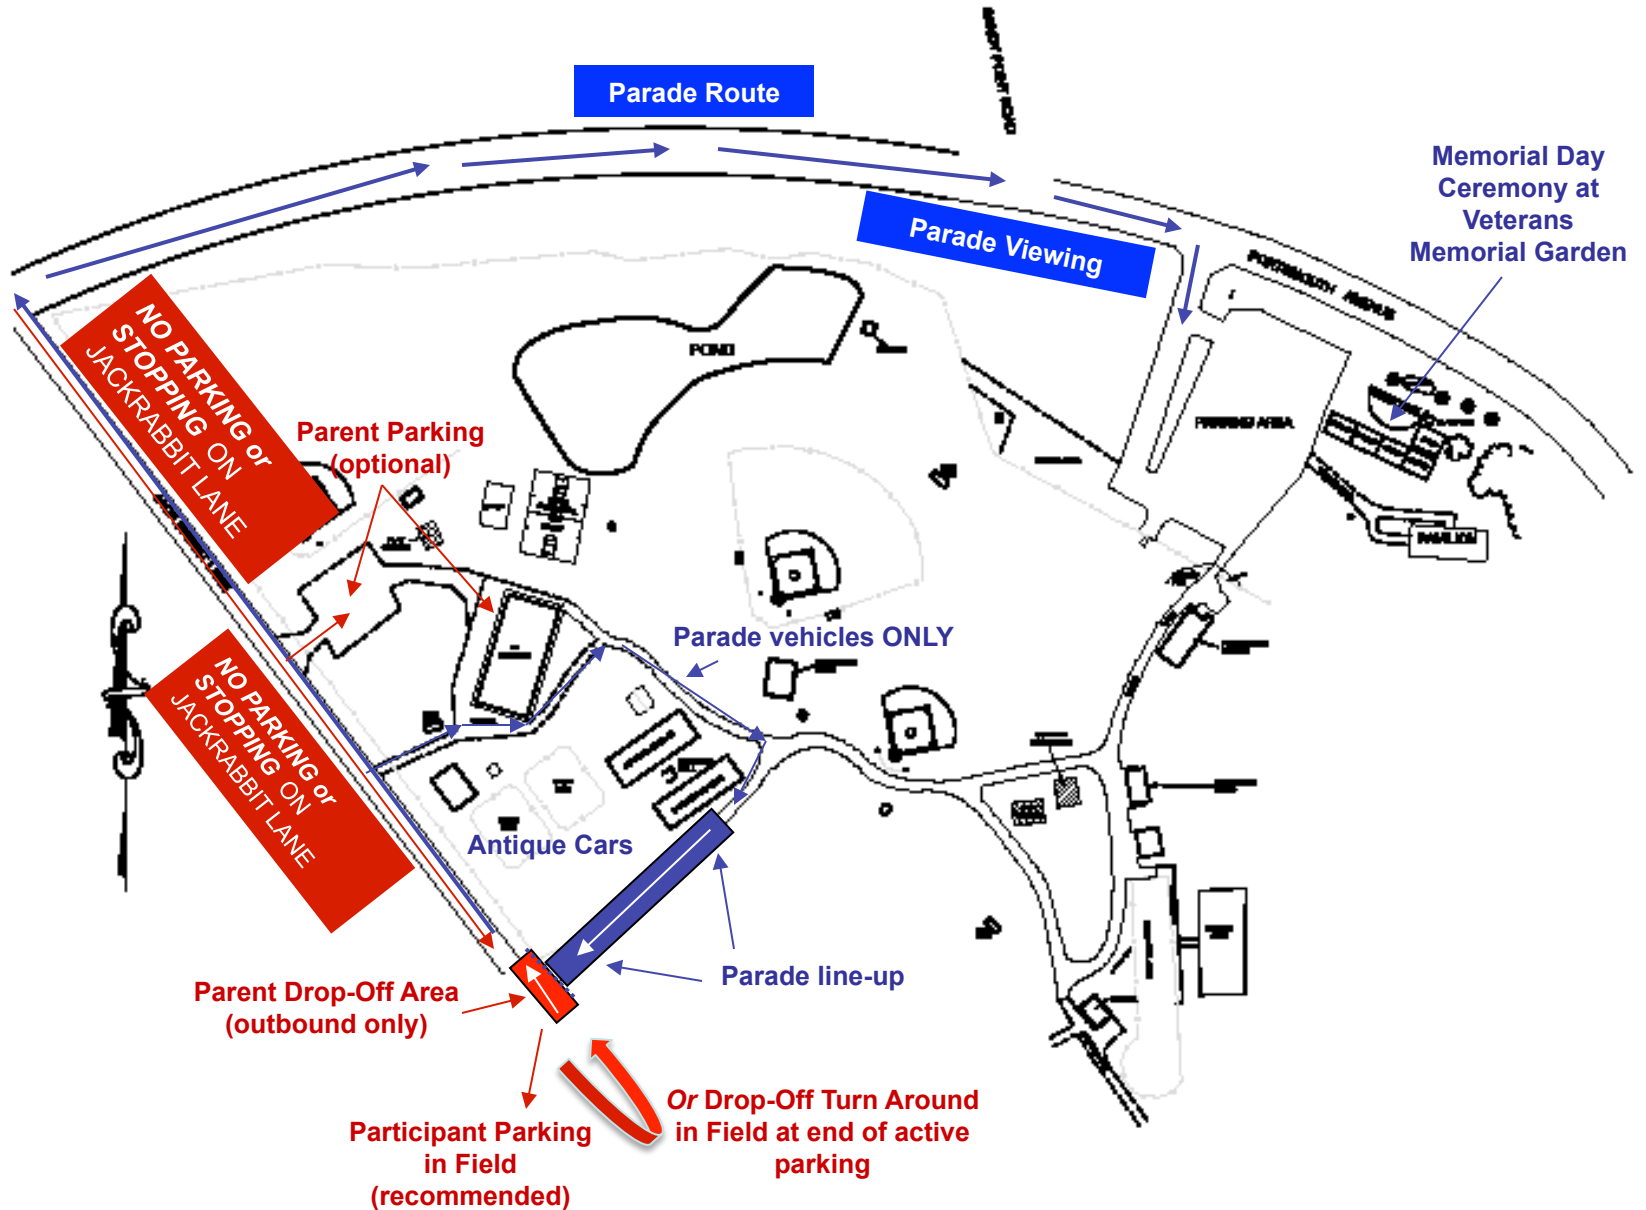 Parade Route
Memorial Day
Ceremony at
Veterans
Memorial Garden
Parade Viewing
PORTSMOUTH AVENUE
NO PARKING or
STOPPING ON
JACKRABBIT LANE
POND
PARKING AREA
Parent Parking
(optional)
PAVILION
Parade vehicles ONLY
NO PARKING or
STOPPING ON
JACKRABBIT LANE
Antique Cars
Parade line-up
Parent Drop-Off Area
(outbound only)
Or Drop-Off Turn Around
in Field at end of active
parking
Participant Parking
in Field
(recommended)